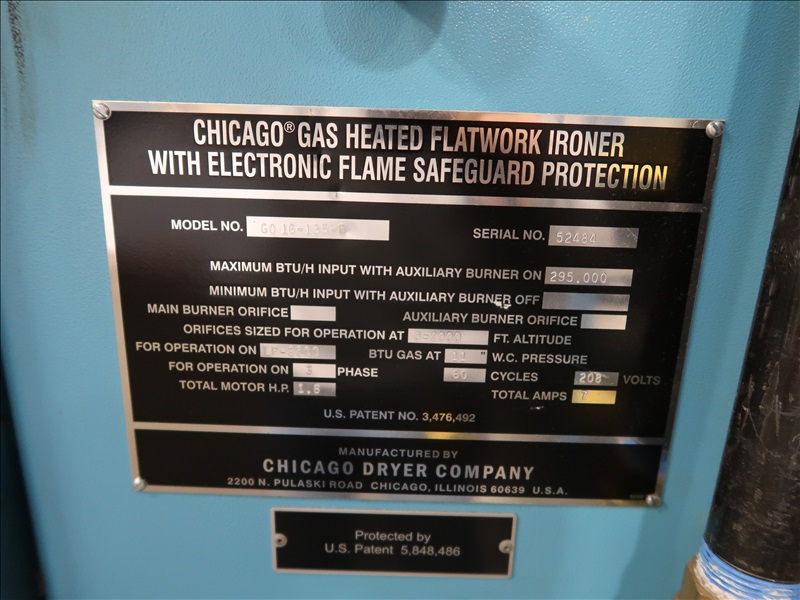 CHICAGO® GAS HEATED FLATWORK IRONER
WITH ELECTRONIC FLAME SAFEGUARD PROTECTION
MODEL NO.
SERIAL NO. 52484
MAXIMUM BTU/H INPUT WITH AUXILIARY BURNER ON 295,000
MINIMUM BTU/H INPUT WITH AUXILIARY BURNER OFF
MAIN BURNER ORIFICE
AUXILIARY BURNER ORIFICE
ORIFICES SIZED FOR OPERATION AT FT. ALTITUDE
FOR OPERATION ON BTU GAS AT 11 " W.C. PRESSURE
FOR OPERATION ON 3 PHASE 60 CYCLES 208 VOLTS
TOTAL MOTOR H.P. TOTAL AMPS
U.S. PATENT NO. 3,476,492
MANUFACTURED BY
CHICAGO DRYER COMPANY
2200 N. PULASKI ROAD CHICAGO, ILLINOIS 60639 U.S.A.
Protected by
U.S. Patent 5,848,486